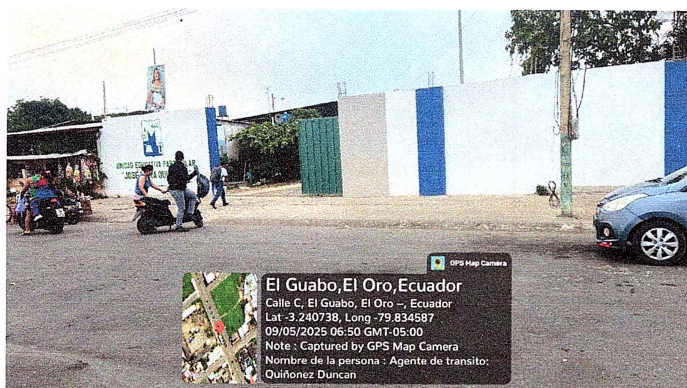 UNIDAD EDUCATIVA
"JOSE
GPS Map Camera
El Guabo,El Oro,Ecuador
Calle C, El Guabo, El Oro –, Ecuador
Lat -3.240738, Long -79.834587
09/05/2025 06:50 GMT-05:00
Note : Captured by GPS Map Camera
Nombre de la persona : Agente de transito:
Quiñonez Duncan